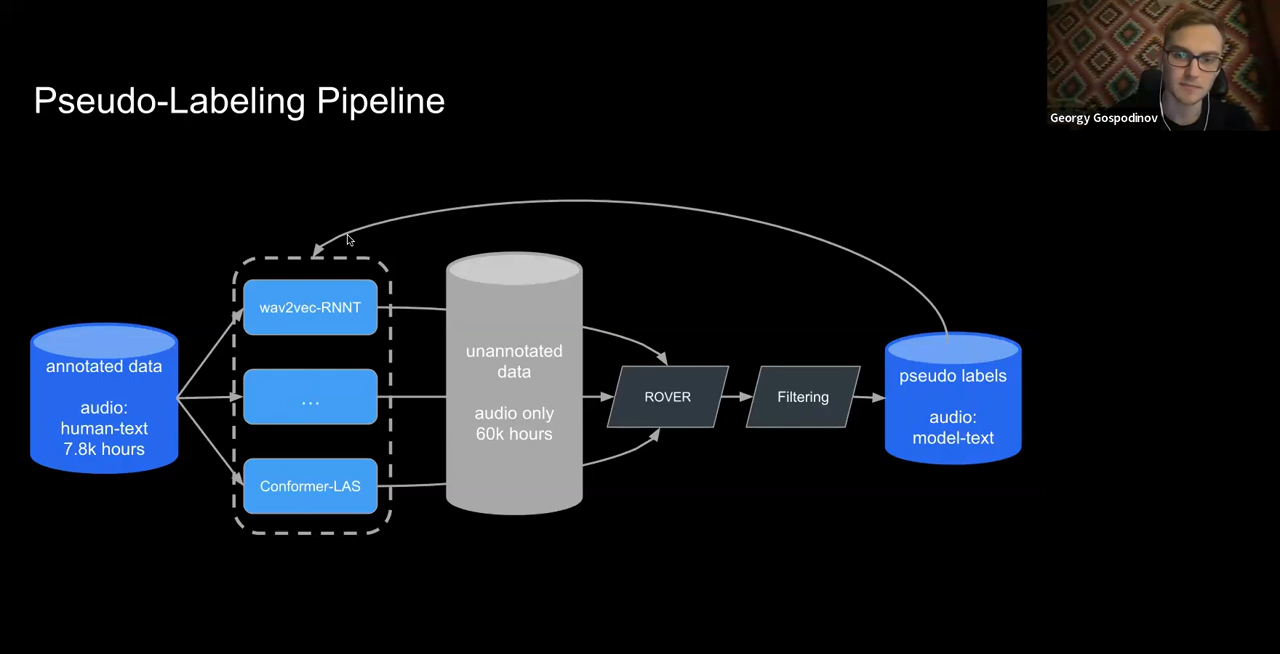 Pseudo-Labeling Pipeline
Georgy Gospodinov
annotated data
audio:
human-text
7.8k hours
wav2vec-RNNT
...
Conformer-LAS
unannotated
data
audio only
60k hours
ROVER
Filtering
pseudo labels
audio:
model-text